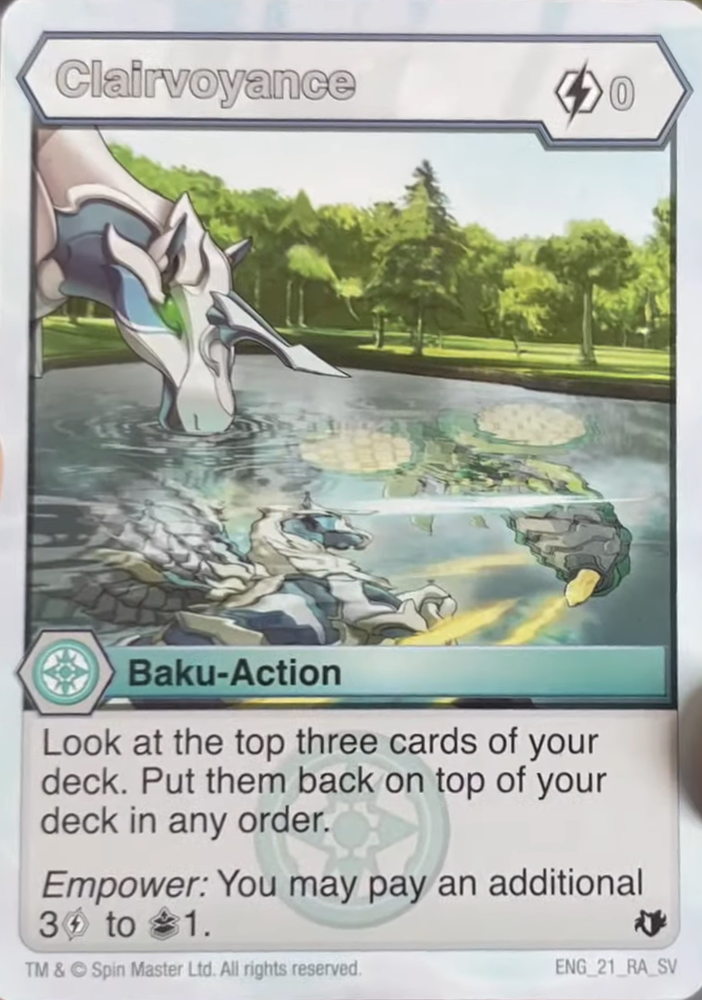 Clairvoyance
0
Baku-Action
Look at the top three cards of your
deck. Put them back on top of your
deck in any order.
Empower: You may pay an additional
3 to 1.
TM & © Spin Master Ltd. All rights reserved.
ENG_21_RA_SV